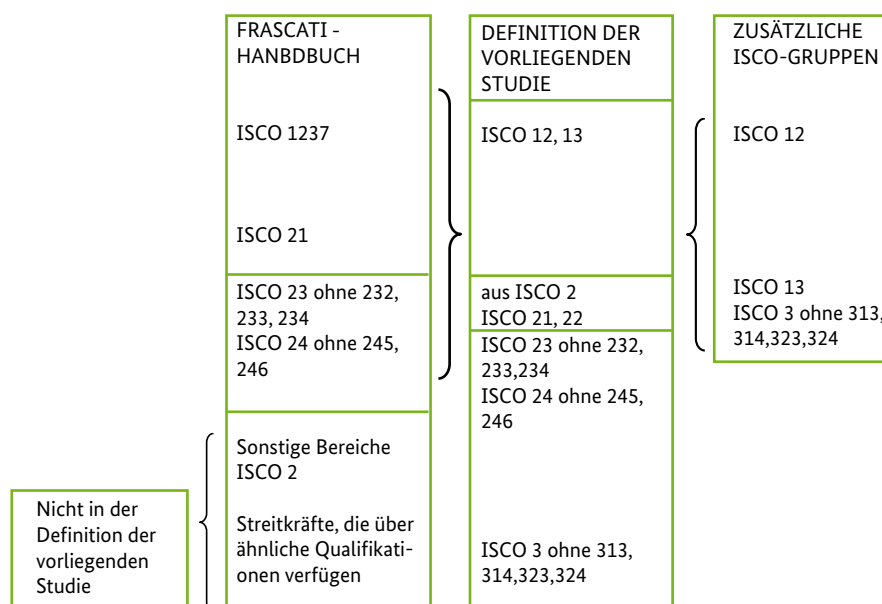 FRASCATI -
HANBDBUCH
ISCO 1237
ISCO 21
ISCO 23 ohne 232,
233, 234
ISCO 24 ohne 245,
246
Sonstige Bereiche
ISCO 2
Streitkräfte, die über
ähnliche Qualifikati-
onen verfügen
DEFINITION DER
VORLIEGENDEN
STUDIE
ISCO 12, 13
aus ISCO 2
ISCO 21, 22
ISCO 23 ohne 232,
233,234
ISCO 24 ohne 245,
246
ISCO 3 ohne 313,
314,323,324
ZUSÄTZLICHE
ISCO-GRUPPEN
ISCO 12
ISCO 13
ISCO 3 ohne 313,
314,323,324
Nicht in der
Definition der
vorliegenden
Studie